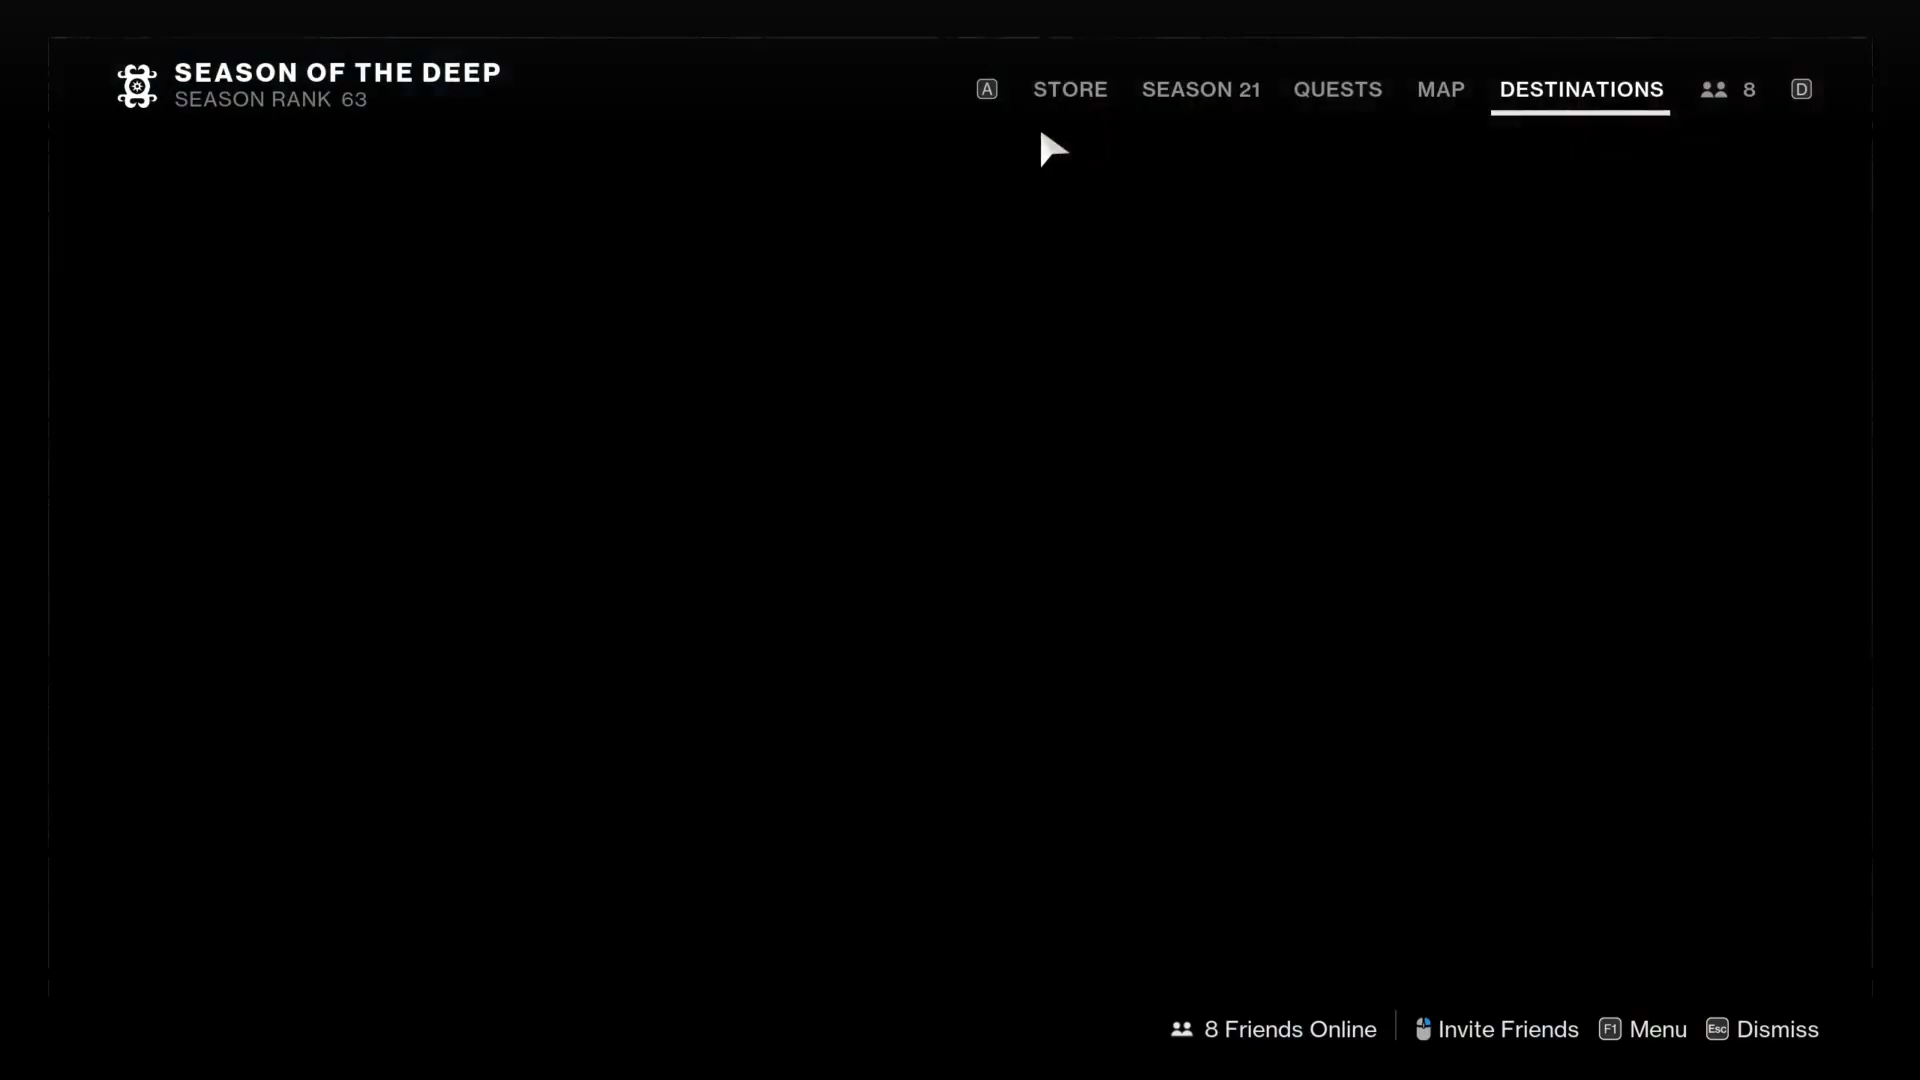 SEASON OF THE DEEP
SEASON RANK 63
A STORE SEASON 21 QUESTS MAP DESTINATIONS 8 D
8 Friends Online Invite Friends F1 Menu Esc Dismiss